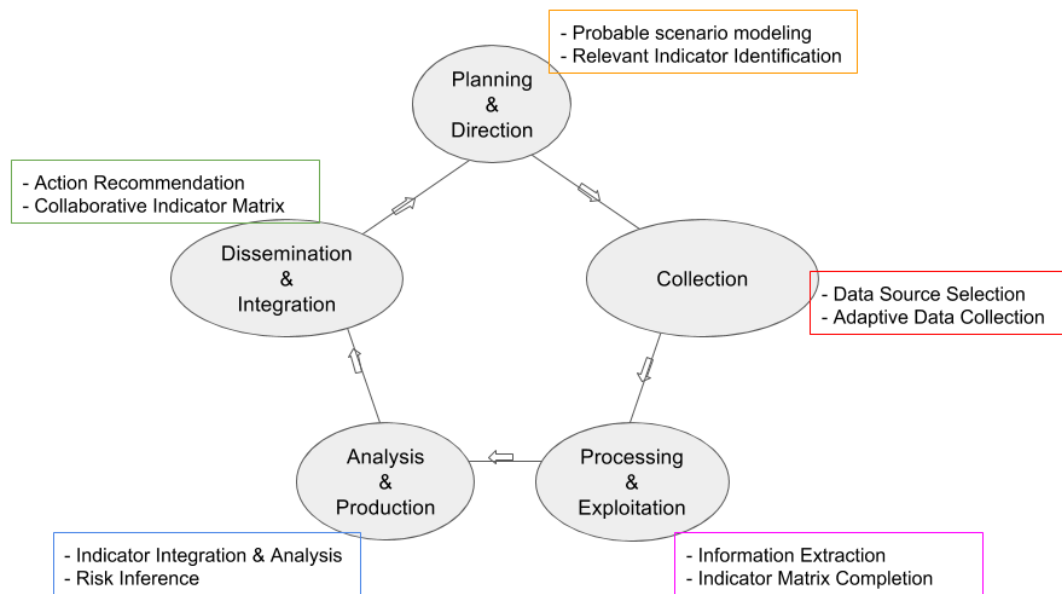 - Probable scenario modeling
- Relevant Indicator Identification
Planning
&
Direction
- Action Recommendation
- Collaborative Indicator Matrix
Dissemination
&
Integration
Collection
- Data Source Selection
- Adaptive Data Collection
Analysis
&
Production
Processing
&
Exploitation
- Indicator Integration & Analysis
- Risk Inference
- Information Extraction
- Indicator Matrix Completion